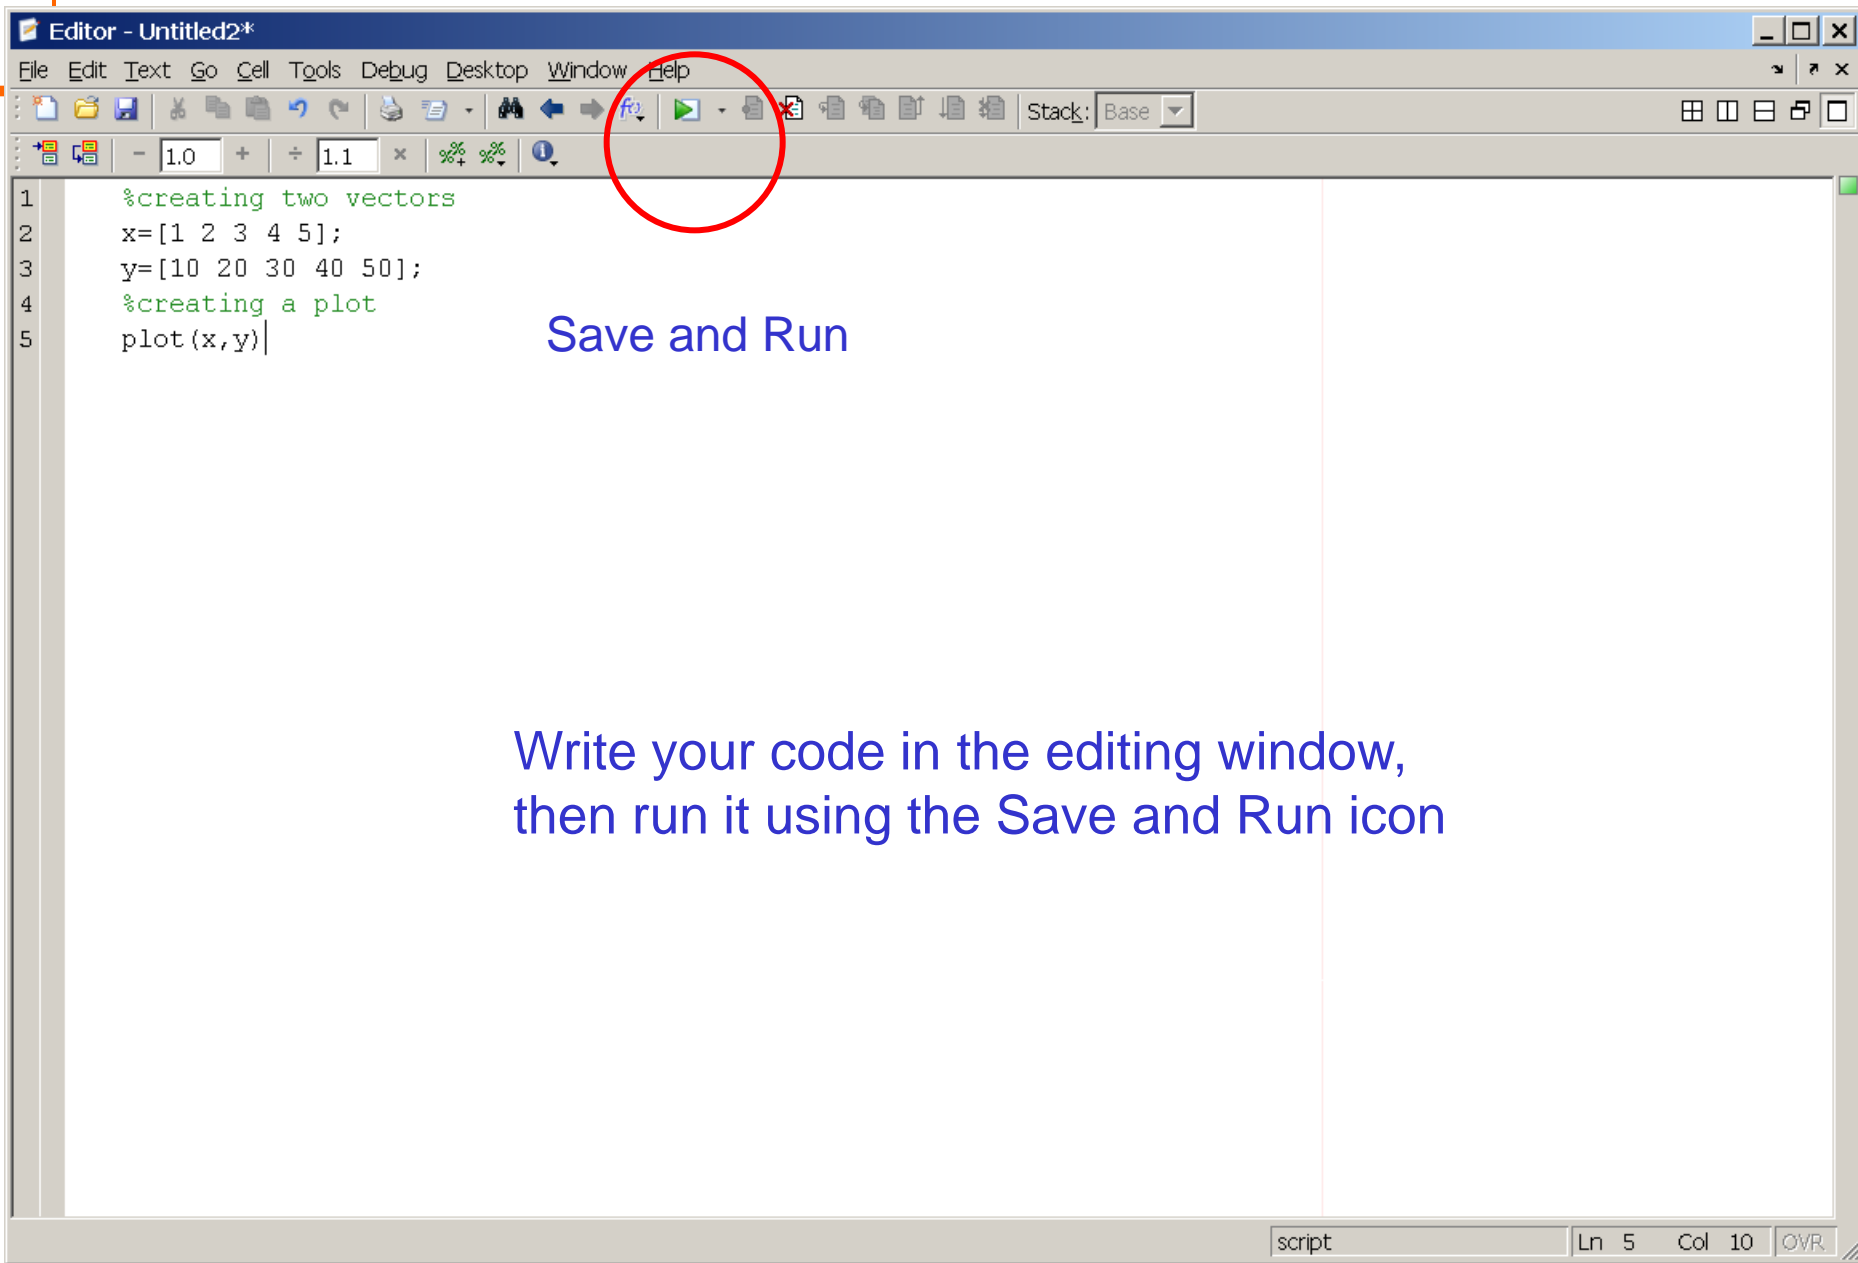 Editor - Untitled2*
File Edit Text Go Cell Tools Debug Desktop Window Help
Stack: Base
- 1.0 + ÷ 1.1 ×
1 %creating two vectors
2 x=[1 2 3 4 5];
3 y=[10 20 30 40 50];
4 %creating a plot
5 plot(x,y)
Save and Run
Write your code in the editing window,
then run it using the Save and Run icon
script Ln 5 Col 10 OVR